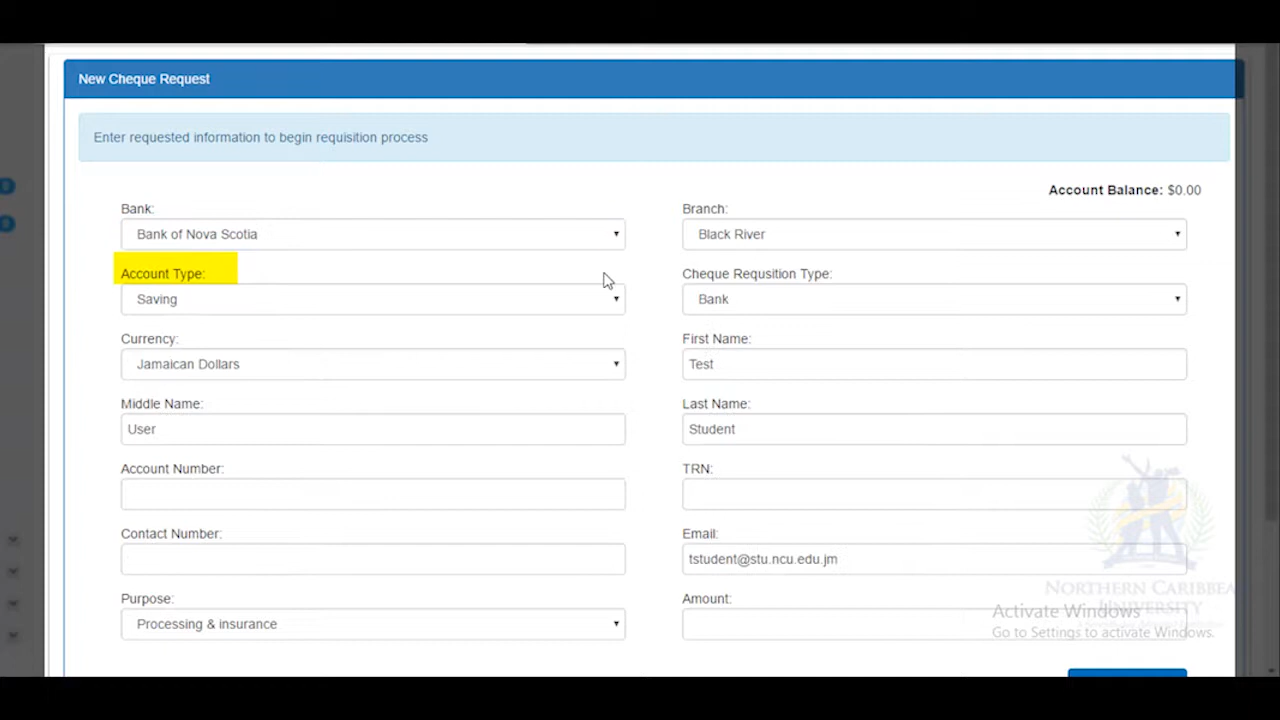 New Cheque Request
Enter requested information to begin requisition process
Account Balance: $0.00
Bank:
Bank of Nova Scotia
Branch:
Black River
Account Type:
Saving
Cheque Requsition Type:
Bank
Currency:
Jamaican Dollars
First Name:
Test
Middle Name:
User
Last Name:
Student
Account Number:
TRN:
Contact Number:
Email:
tstudent@stu.ncu.edu.jm
Purpose:
Processing & insurance
Amount:
NORTHERN CARIBBEAN
UNIVERSITY
Activate Windows
Go to Settings to activate Windows.